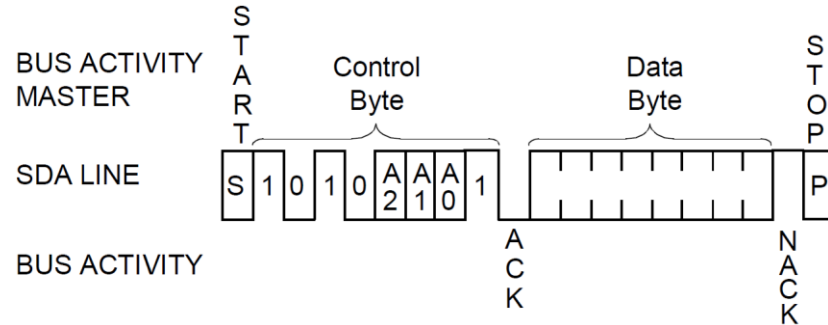 START
STOP
BUS ACTIVITY
MASTER
Control
Byte
Data
Byte
SDA LINE
S 1 0 1 0 A2 A1 A0 1 P
BUS ACTIVITY
ACK
NACK